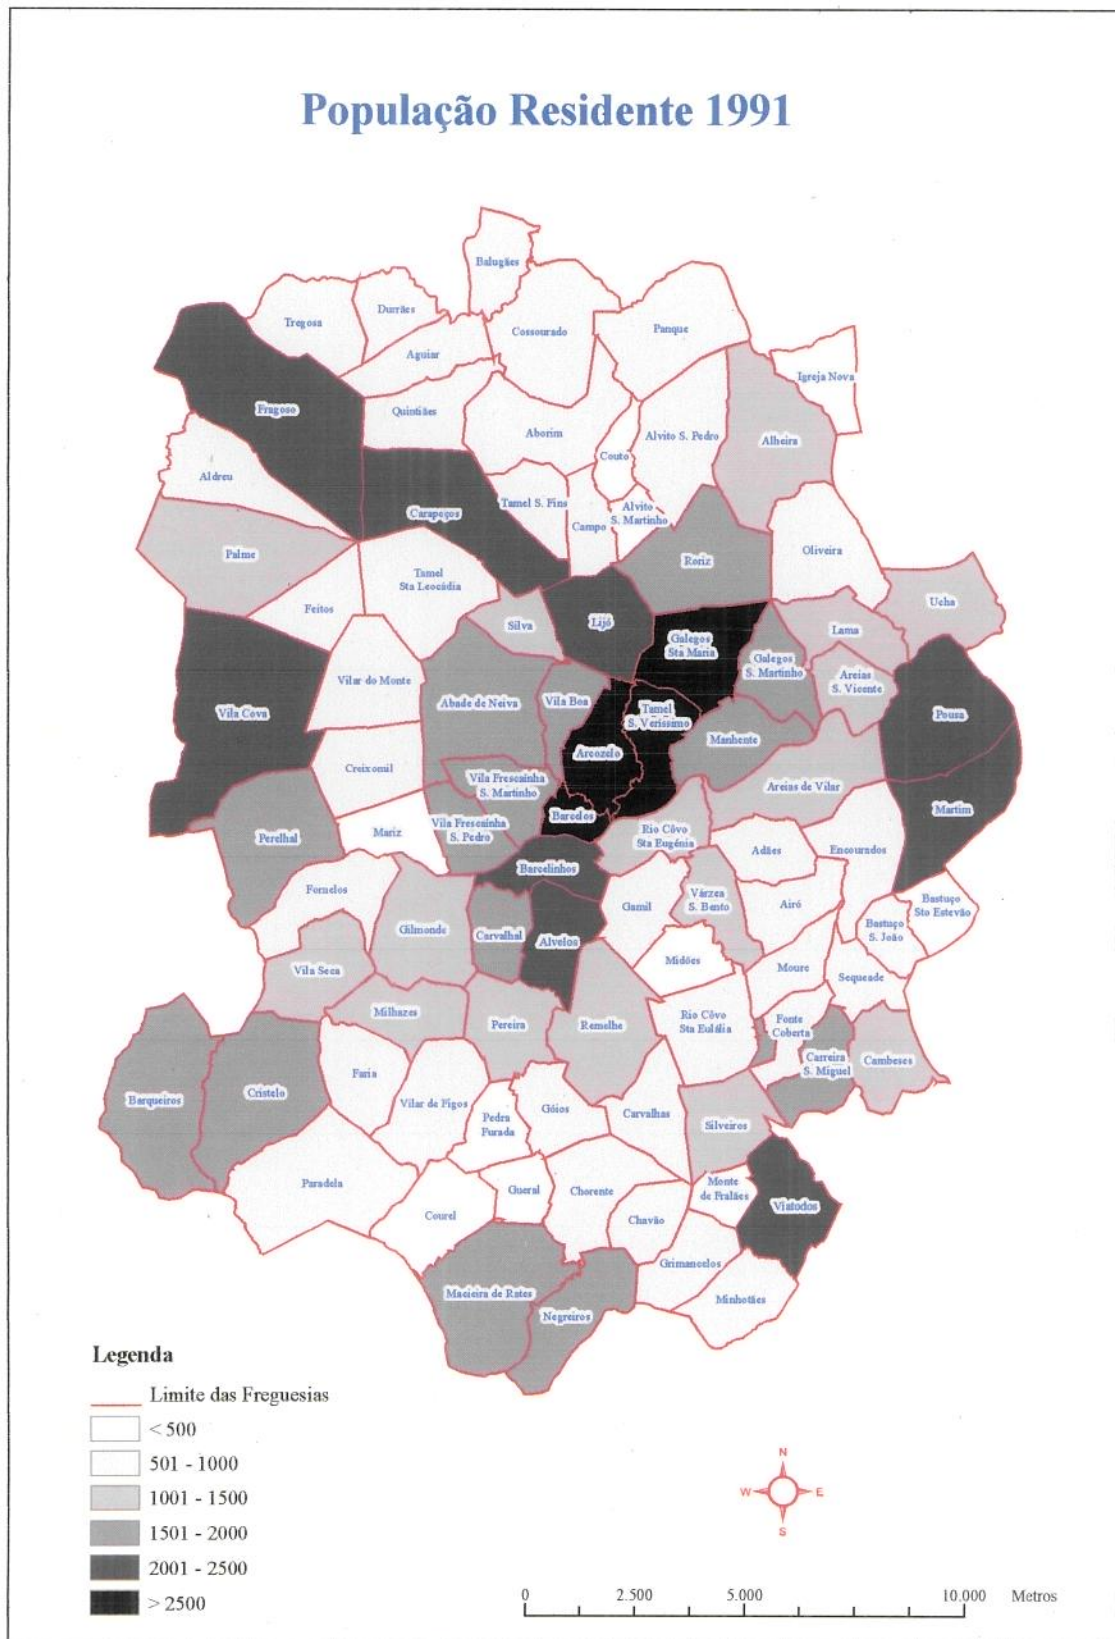 População Residente 1991
Balugães
Tregosa
Durrães
Cossourado
Panque
Aguiar
Igreja Nova
Fragoso
Quintiães
Aborim
Alvito S. Pedro
Alheira
Couto
Aldreu
Tamel S. Fins
Carapeços
Campo
Alvito
S. Martinho
Palme
Roriz
Oliveira
Tamel
Sta Leocádia
Feitos
Ucha
Silva
Lijó
Lama
Galegos
Sta Maria
Galegos
S. Martinho
Areias
S. Vicente
Vilar do Monte
Abade de Neiva
Vila Boa
Tamel
S. Veríssimo
Vila Cova
Pousa
Manhente
Arcozelo
Creixomil
Vila Frescainha
S. Martinho
Areias de Vilar
Martim
Barcelos
Vila Frescainha
S. Pedro
Rio Côvo
Sta Eugénia
Mariz
Perelhal
Adães
Encourados
Barcelinhos
Fornelos
Várzea
S. Bento
Gamil
Airó
Bastuço
Sto Estevão
Gilmonde
Carvalhal
Alvelos
Bastuço
S. João
Vila Seca
Midões
Moure
Sequeade
Milhazes
Pereira
Remelhe
Rio Côvo
Sta Eulália
Fonte
Coberta
Carreira
S. Miguel
Cambeses
Barqueiros
Cristelo
Faria
Vilar de Figos
Pedra
Furada
Góios
Carvalhas
Silveiros
Paradela
Gueral
Chorente
Monte
de Fralães
Viatodos
Courel
Chavão
Grimancelos
Macieira de Rates
Negreiros
Minhotães
Legenda
Limite das Freguesias
< 500
501 - 1000
1001 - 1500
1501 - 2000
2001 - 2500
> 2500
N
W
E
S
0
2.500
5.000
10.000
Metros